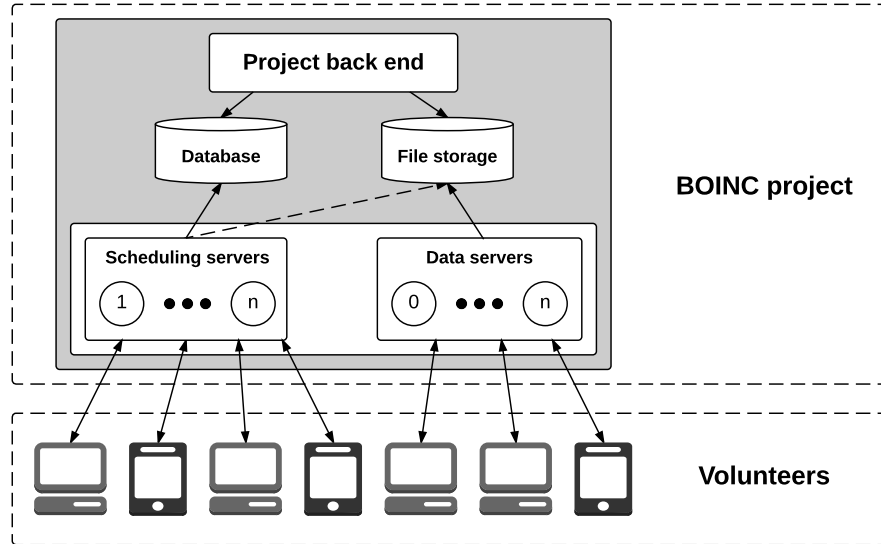 Project back end
Database
File storage
BOINC project
Scheduling servers
Data servers
1
n
0
n
Volunteers